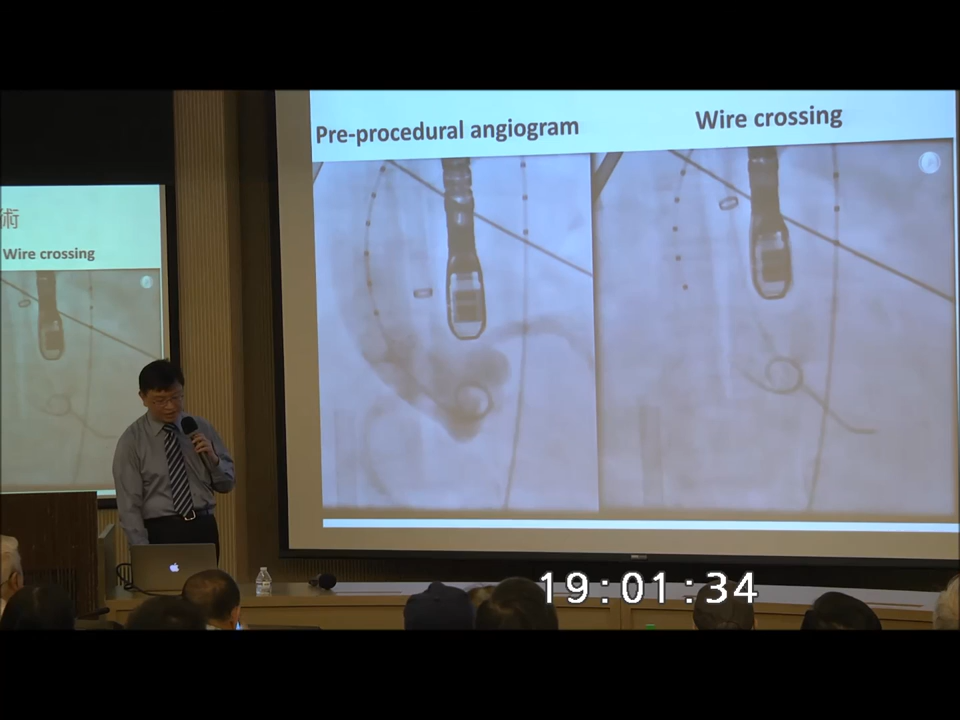 術
Wire crossing
Pre-procedural angiogram
Wire crossing
19:01:34